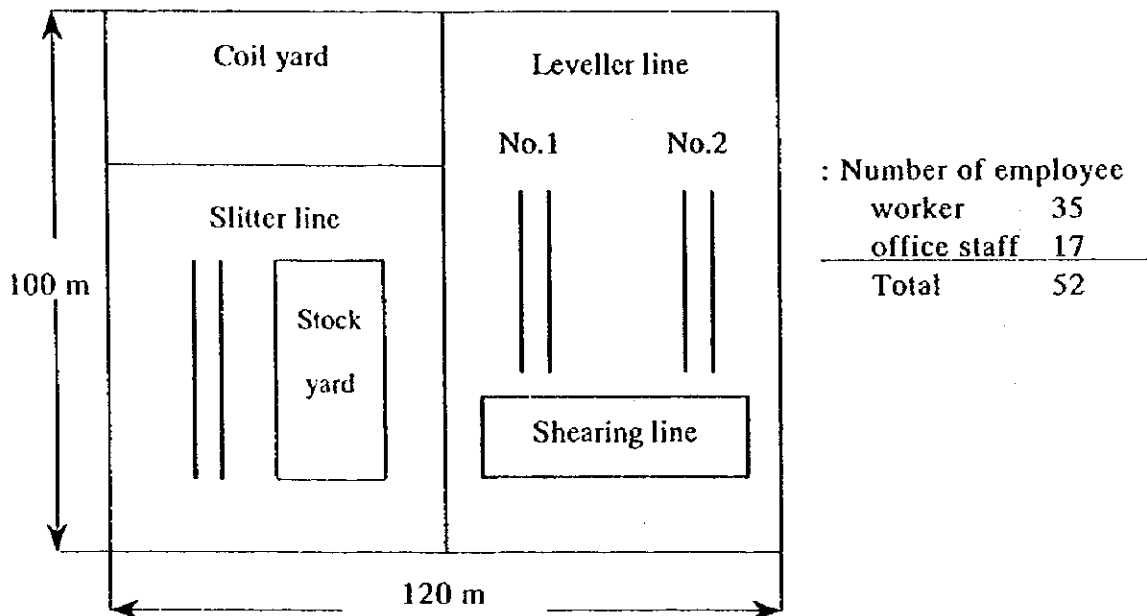 Coil yard
Leveller line
No.1 No.2
: Number of employee
worker 35
office staff 17
Total 52
Slitter line
100 m
Stock
yard
Shearing line
120 m